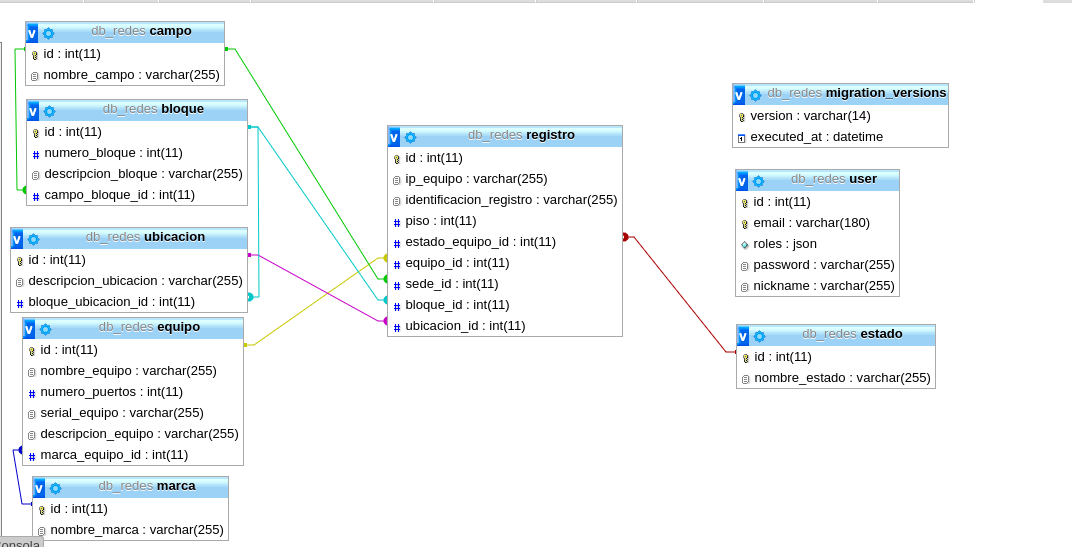 db_redes campo
id : int(11)
nombre_campo : varchar(255)
db_redes bloque
id : int(11)
numero_bloque : int(11)
descripcion_bloque : varchar(255)
campo_bloque_id : int(11)
db_redes ubicacion
id : int(11)
descripcion_ubicacion : varchar(255)
bloque_ubicacion_id : int(11)
db_redes equipo
id : int(11)
nombre_equipo : varchar(255)
numero_puertos : int(11)
serial_equipo : varchar(255)
descripcion_equipo : varchar(255)
marca_equipo_id : int(11)
db_redes marca
id : int(11)
nombre_marca : varchar(255)
db_redes registro
id : int(11)
ip_equipo : varchar(255)
identificacion_registro : varchar(255)
piso : int(11)
estado_equipo_id : int(11)
equipo_id : int(11)
sede_id : int(11)
bloque_id : int(11)
ubicacion_id : int(11)
db_redes migration_versions
version : varchar(14)
executed_at : datetime
db_redes user
id : int(11)
email : varchar(180)
roles : json
password : varchar(255)
nickname : varchar(255)
db_redes estado
id : int(11)
nombre_estado : varchar(255)